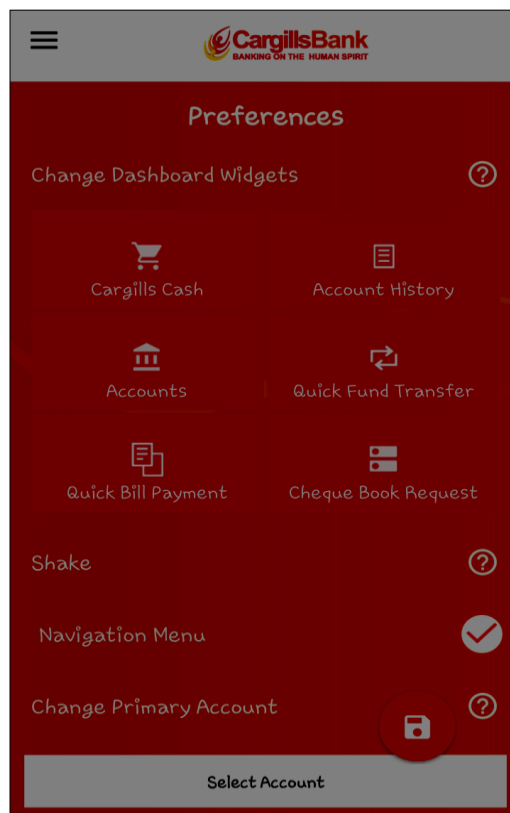 CargillsBank
BANKING ON THE HUMAN SPIRIT
Preferences
Change Dashboard Widgets
Cargills Cash
Account History
Accounts
Quick Fund Transfer
Quick Bill Payment
Cheque Book Request
Shake
Navigation Menu
Change Primary Account
Select Account